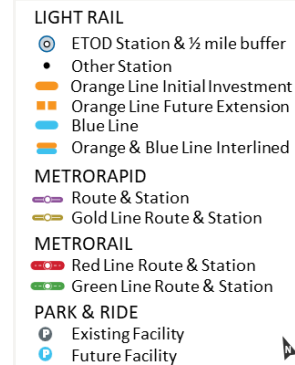 LIGHT RAIL
ETOD Station & ½ mile buffer
Other Station
Orange Line Initial Investment
Orange Line Future Extension
Blue Line
Orange & Blue Line Interlined
METRORAPID
Route & Station
Gold Line Route & Station
METRORAIL
Red Line Route & Station
Green Line Route & Station
PARK & RIDE
P Existing Facility
P Future Facility
N